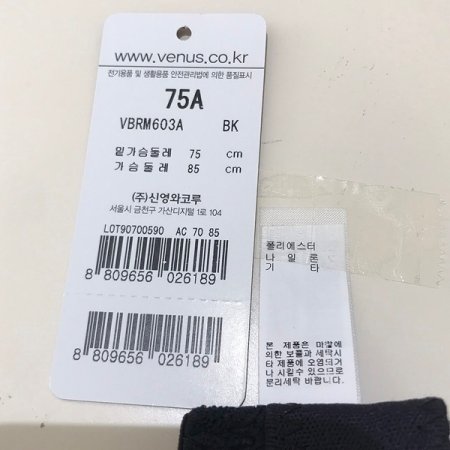 www.venus.co.kr
전기용품 및 생활용품 안전관리법에 의한 품질표시
75A
VBRM603A BK
밑가슴둘레 75 cm
가슴둘레 85 cm
(주)신영와코루
서울시 금천구 가산디지털 1로 104
LOT90700590 AC 70 85
8 809656 026189
8 809656 026189
폴리에스터
나일론
기타
본 제품은 마찰에
의한 보풀과 세탁시
타 제품에 오염되거
나 시킬수 있으므로
분리세탁 바랍니다.